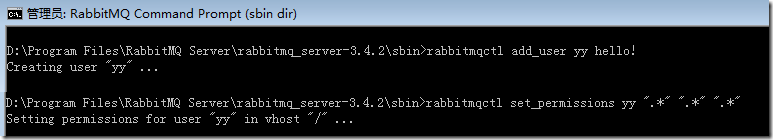 管理员: RabbitMQ Command Prompt (sbin dir)
D:\Program Files\RabbitMQ Server\rabbitmq_server-3.4.2\sbin>rabbitmqctl add_user yy hello!
Creating user "yy" ...
D:\Program Files\RabbitMQ Server\rabbitmq_server-3.4.2\sbin>rabbitmqctl set_permissions yy ".*" ".*" ".*"
Setting permissions for user "yy" in vhost "/" ...